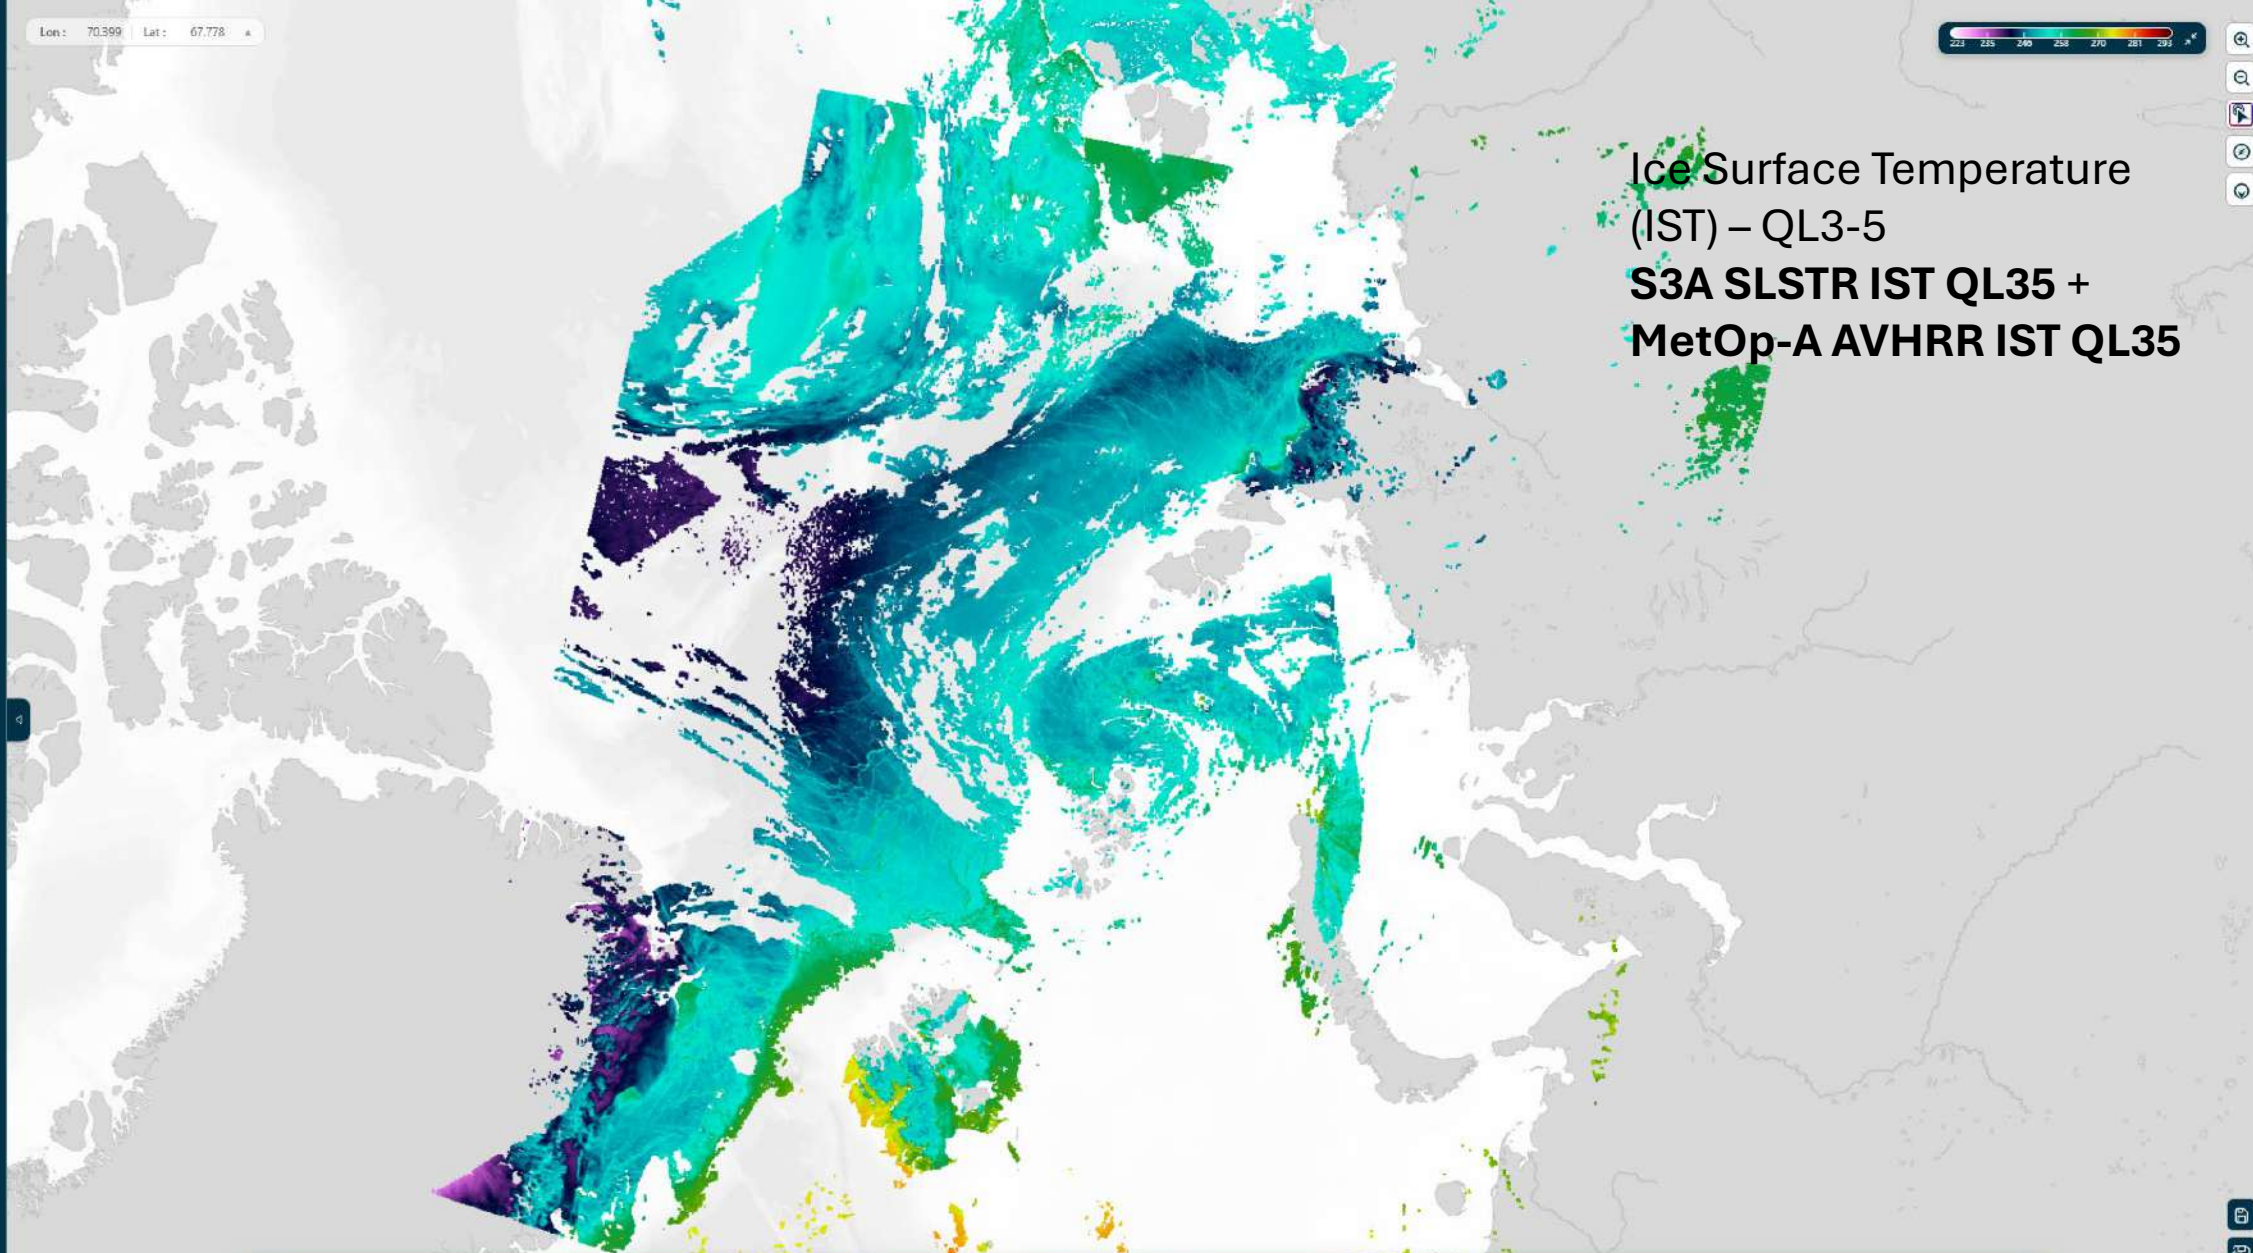 Lon: 70.399 Lat: 67.778
223 235 246 258 270 281 293
Ice Surface Temperature
(IST) – QL3-5
S3A SLSTR IST QL35 +
MetOp-A AVHRR IST QL35